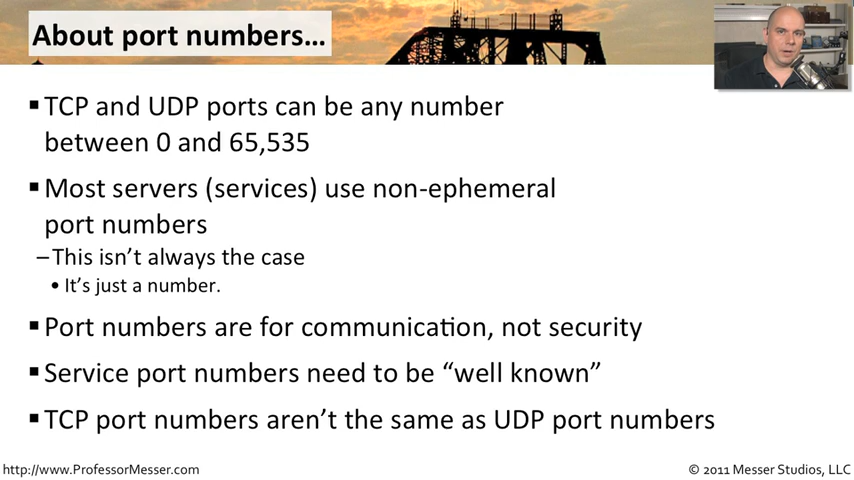 About port numbers...
▪TCP and UDP ports can be any number
between 0 and 65,535
▪Most servers (services) use non-ephemeral
port numbers
–This isn’t always the case
•It’s just a number.
▪Port numbers are for communication, not security
▪Service port numbers need to be “well known”
▪TCP port numbers aren’t the same as UDP port numbers
http://www.ProfessorMesser.com
© 2011 Messer Studios, LLC